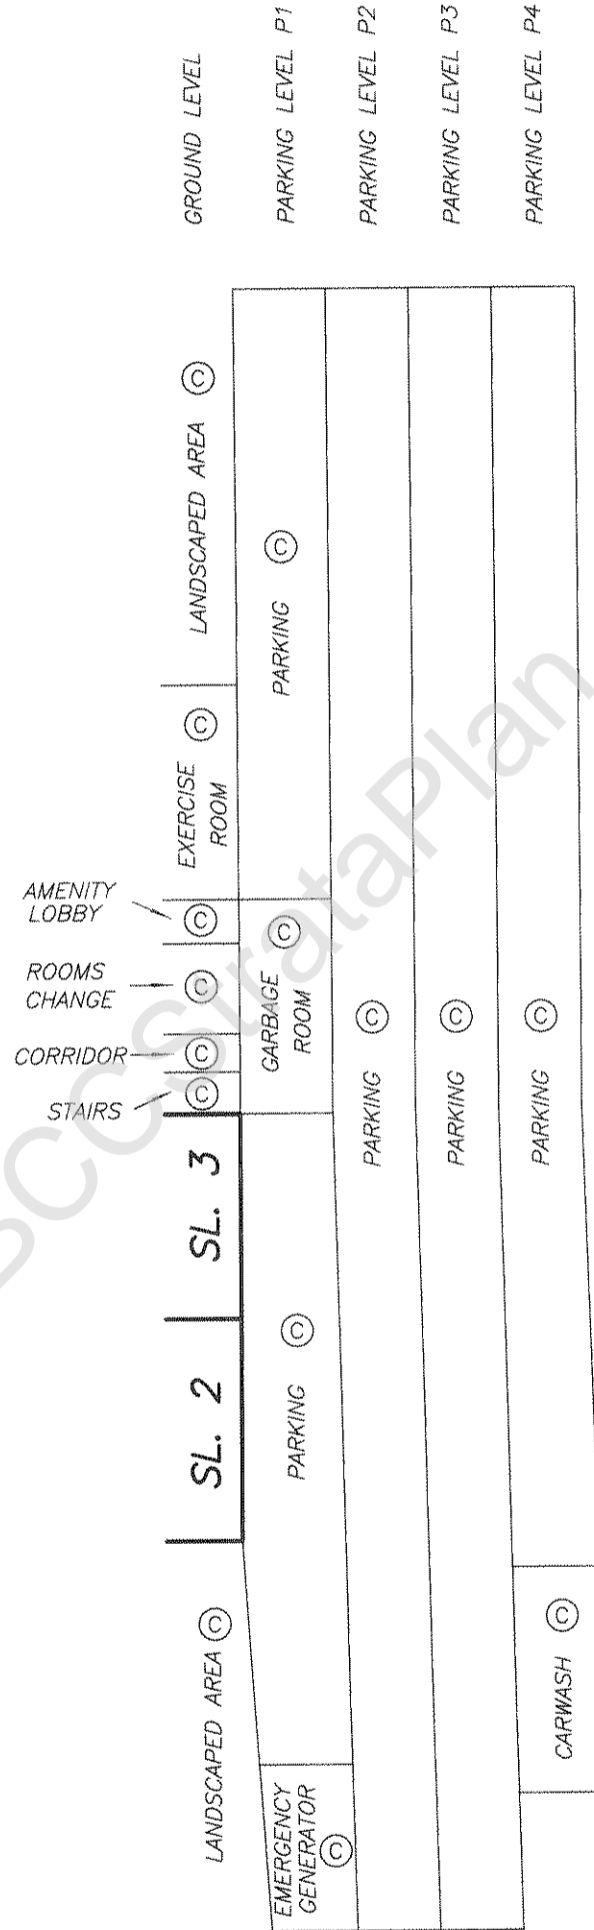 LANDSCAPED AREA Ⓒ
SL. 2
SL. 3
STAIRS
Ⓒ
CORRIDOR
Ⓒ
ROOMS
CHANGE
Ⓒ
AMENITY
LOBBY
Ⓒ
EXERCISE
ROOM
Ⓒ
LANDSCAPED AREA Ⓒ
GROUND LEVEL
EMERGENCY
GENERATOR
Ⓒ
PARKING Ⓒ
GARBAGE
ROOM
Ⓒ
PARKING Ⓒ
PARKING LEVEL P1
PARKING Ⓒ
PARKING LEVEL P2
PARKING Ⓒ
PARKING LEVEL P3
CARWASH Ⓒ
PARKING Ⓒ
PARKING LEVEL P4
BCCStrataPlan